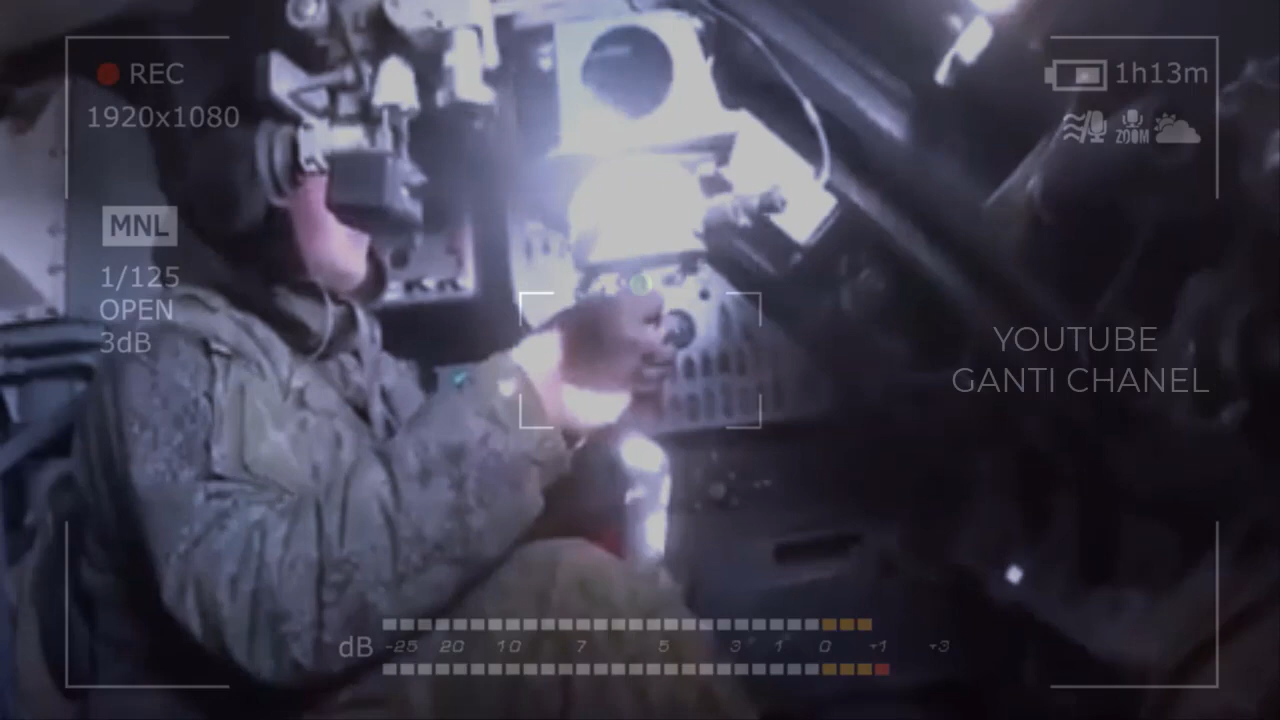 REC
1920x1080
1h13m
ZOOM
MNL
1/125
OPEN
3dB
YOUTUBE
GANTI CHANEL
dB -25 20 10 7 5 3 1 0 +1 +3